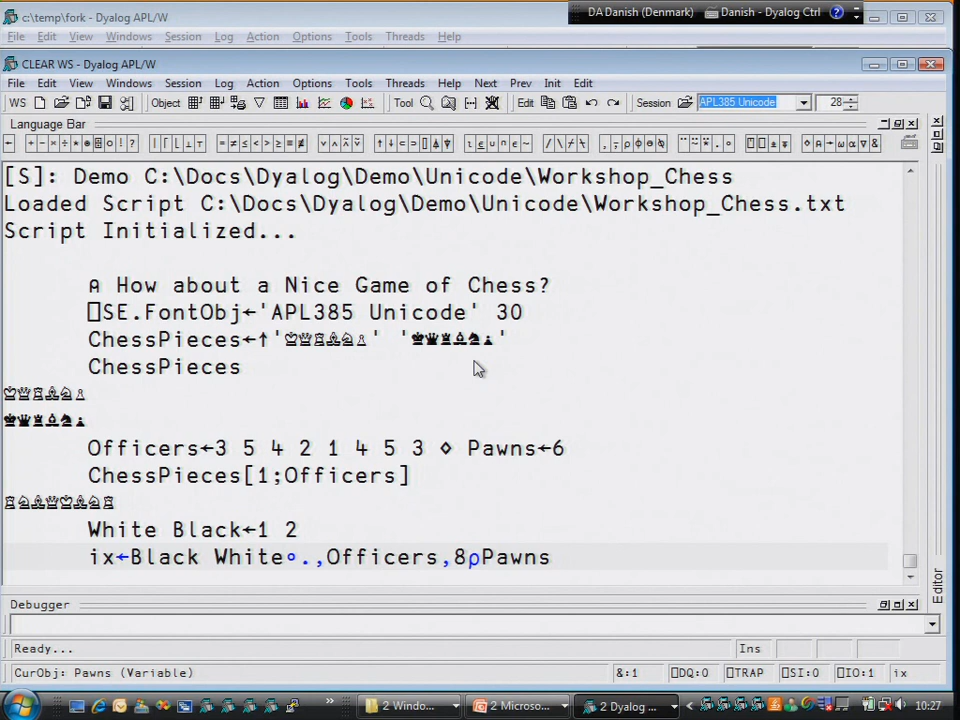 c:\temp\fork - Dyalog APL/W
DA Danish (Denmark) Danish - Dyalog Ctrl
File Edit View Windows Session Log Action Options Tools Threads Help
CLEAR WS - Dyalog APL/W
File Edit View Windows Session Log Action Options Tools Threads Help Next Prev Init Edit
WS Object Tool Edit Session APL385 Unicode 28
Language Bar
[S]: Demo C:\Docs\Dyalog\Demo\Unicode\Workshop_Chess
Loaded Script C:\Docs\Dyalog\Demo\Unicode\Workshop_Chess.txt
Script Initialized...
⍝ How about a Nice Game of Chess?
⎕SE.FontObj←'APL385 Unicode' 30
ChessPieces←↑'♔♕♖♗♘♙' '♚♛♜♝♞♟'
ChessPieces
♔♕♖♗♘♙
♚♛♜♝♞♟
Officers←3 5 4 2 1 4 5 3 ⋄ Pawns←6
ChessPieces[1;Officers]
♖♘♗♕♔♗♘♖
White Black←1 2
ix←Black White∘.,Officers,8⍴Pawns
Editor
Debugger
Ready... Ins
CurObj: Pawns (Variable) &:1 ⎕DQ:0 ⎕TRAP ⎕SI:0 ⎕IO:1 ix
2 Windo... 2 Microso... 2 Dyalog ... 10:27